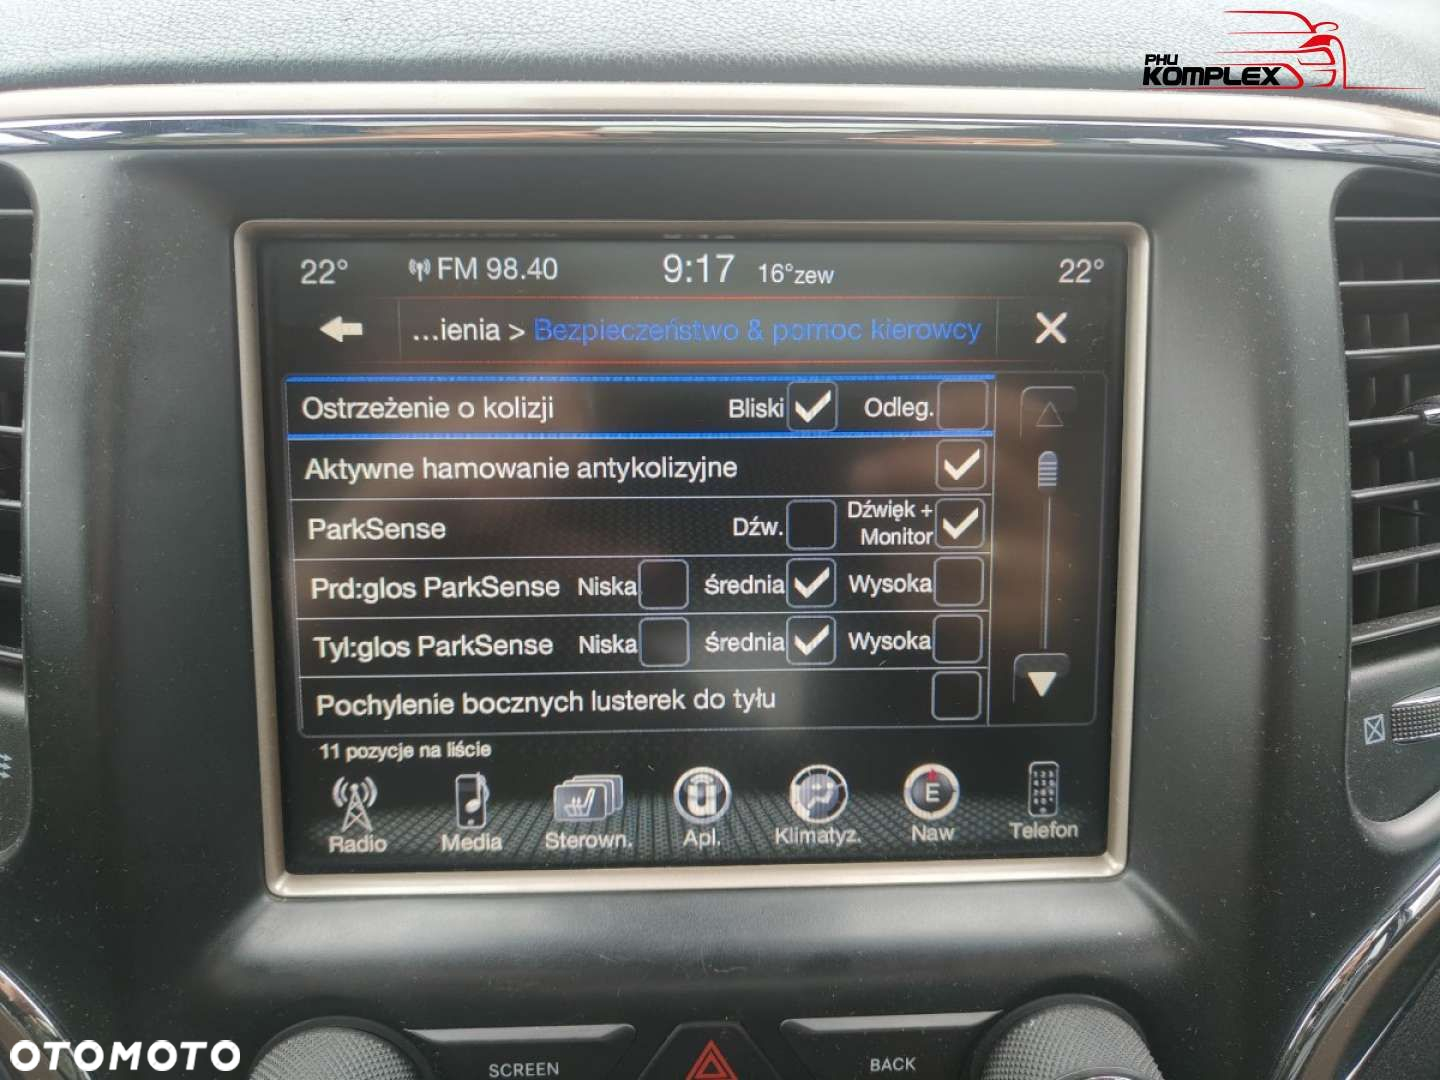 PHU
KOMPLEX
22° FM 98.40 9:17 16°zew 22°
...ienia > Bezpieczeństwo & pomoc kierowcy
Ostrzeżenie o kolizji Bliski Odleg.
Aktywne hamowanie antykolizyjne
ParkSense Dźw. Dźwięk +
Monitor
Prd:glos ParkSense Niska średnia Wysoka
Tyl:glos ParkSense Niska średnia Wysoka
Pochylenie bocznych lusterek do tyłu
11 pozycje na liście
E
Radio Media Sterown. Apl. Klimatyz. Naw Telefon
SCREEN BACK
OTOMOTO